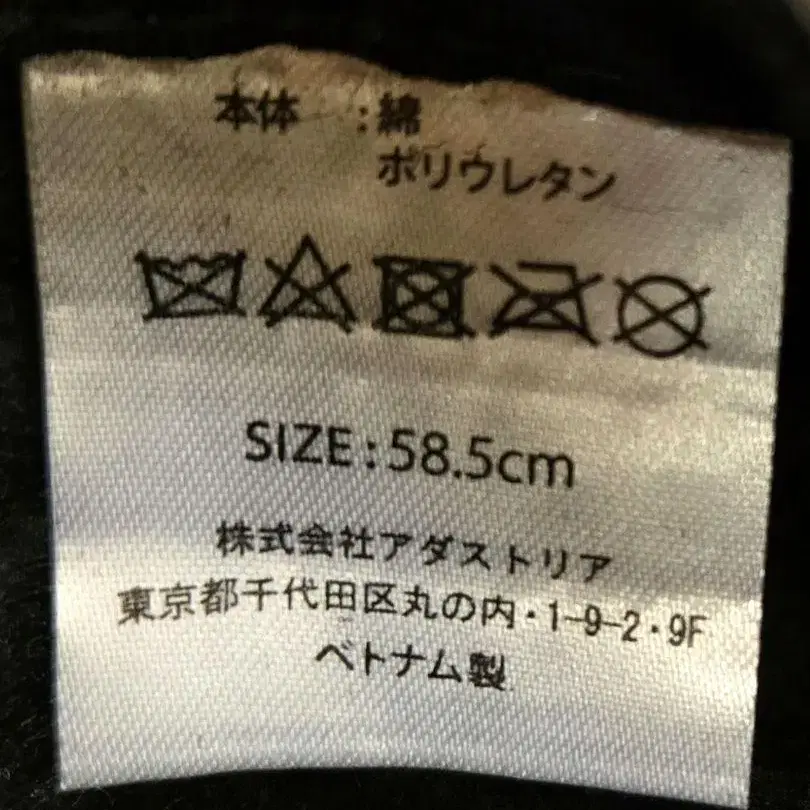 本体 :綿
ポリウレタン
SIZE:58.5cm
株式会社アダストリア
東京都千代田区丸の内・1-9-2・9F
ベトナム製